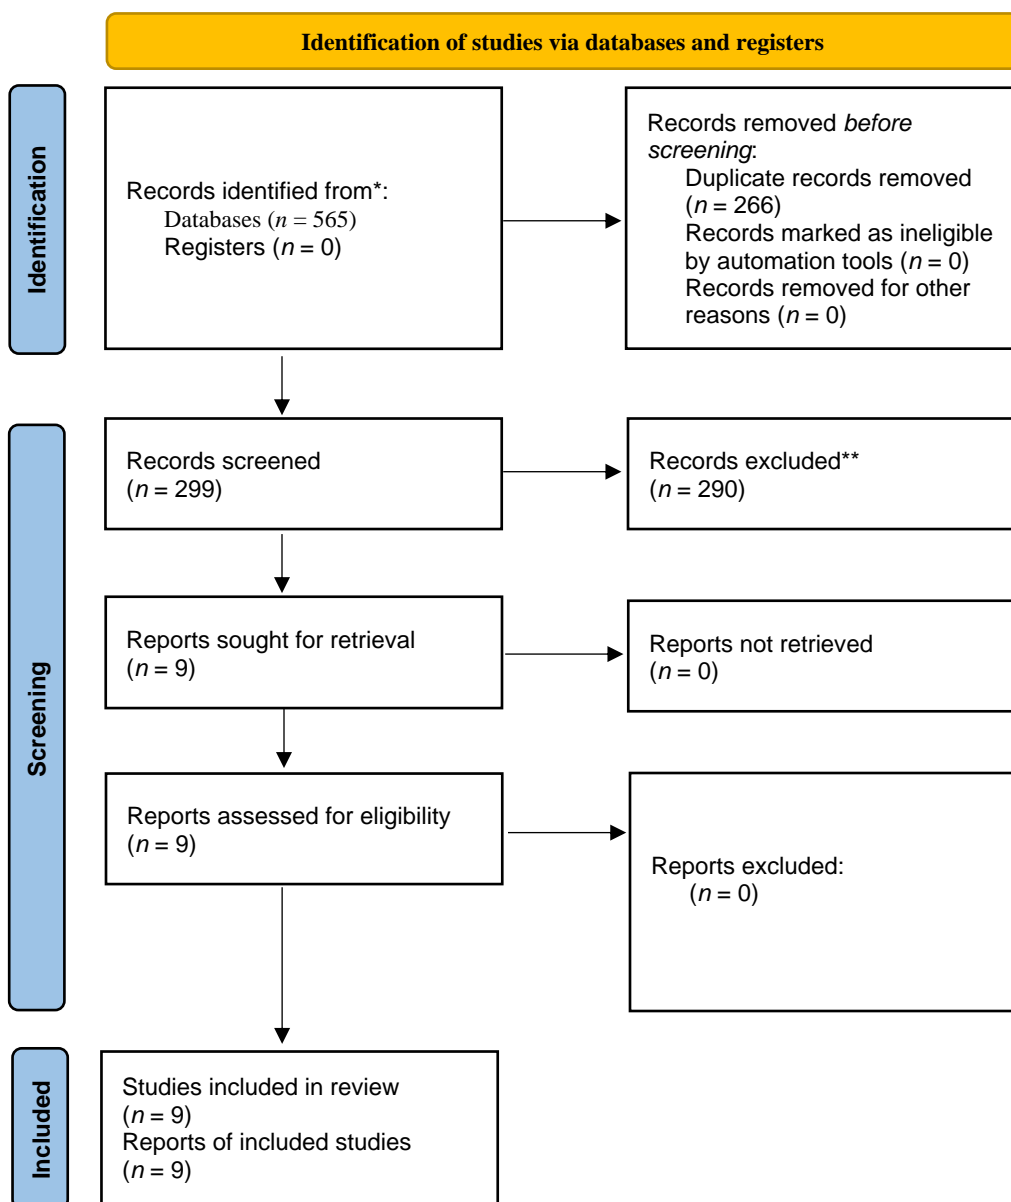 Identification of studies via databases and registers
Identification
Records identified from*:
Databases (n = 565)
Registers (n = 0)
Records removed before
screening:
Duplicate records removed
(n = 266)
Records marked as ineligible
by automation tools (n = 0)
Records removed for other
reasons (n = 0)
Screening
Records screened
(n = 299)
Records excluded**
(n = 290)
Reports sought for retrieval
(n = 9)
Reports not retrieved
(n = 0)
Reports assessed for eligibility
(n = 9)
Reports excluded:
(n = 0)
Included
Studies included in review
(n = 9)
Reports of included studies
(n = 9)